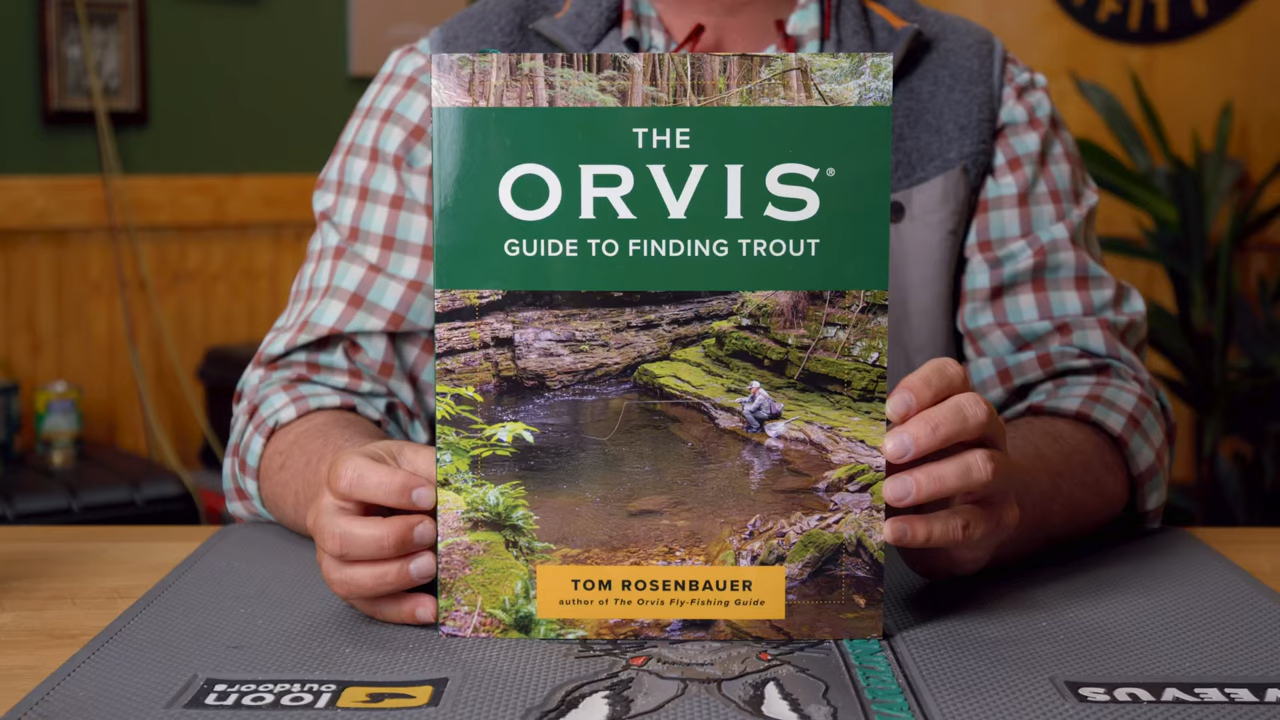 THE
ORVIS®
GUIDE TO FINDING TROUT
TOM ROSENBAUER
author of The Orvis Fly-Fishing Guide
loon
outdoors